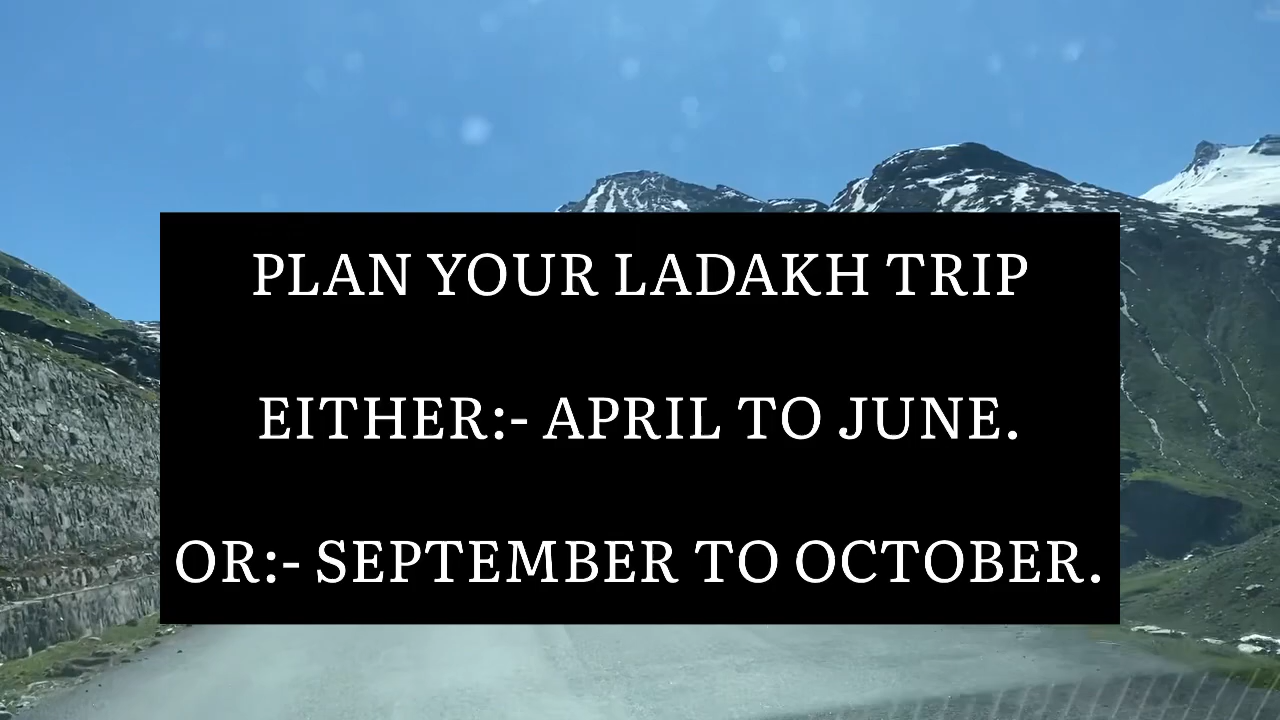 PLAN YOUR LADAKH TRIP
EITHER:- APRIL TO JUNE.
OR:- SEPTEMBER TO OCTOBER.